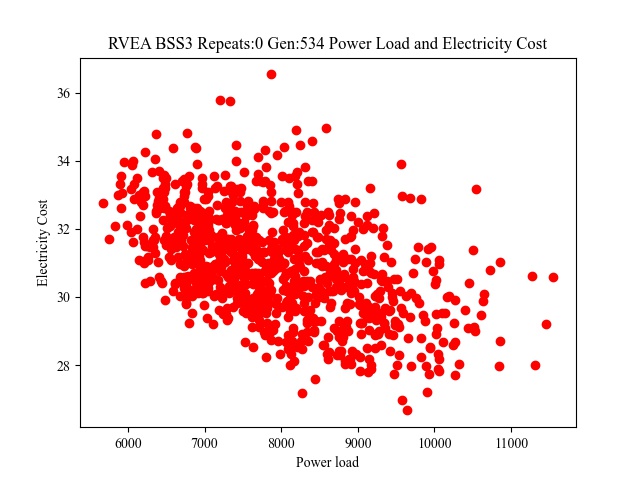 RVEA BSS3 Repeats:0 Gen:534 Power Load and Electricity Cost
36
34
32
30
28
Electricity Cost
6000 7000 8000 9000 10000 11000
Power load